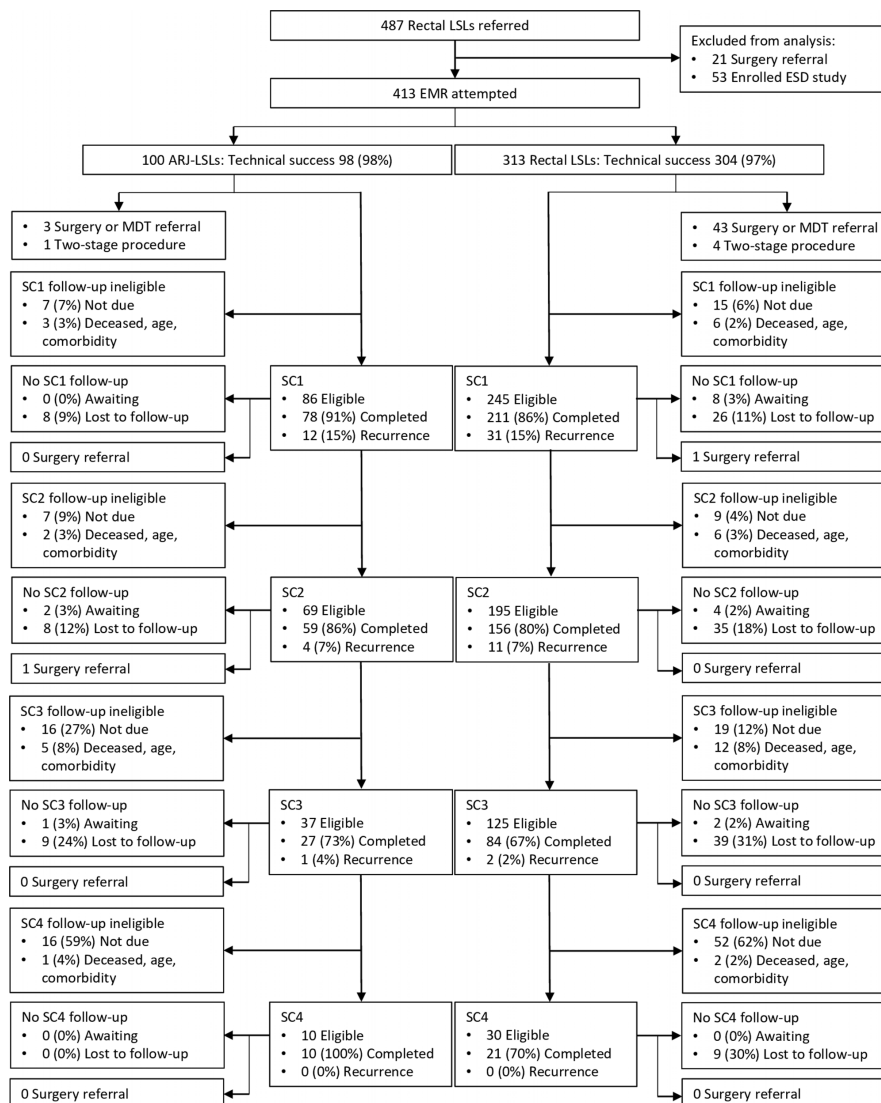 487 Rectal LSLs referred
Excluded from analysis:
• 21 Surgery referral
• 53 Enrolled ESD study
413 EMR attempted
100 ARJ-LSLs: Technical success 98 (98%)
313 Rectal LSLs: Technical success 304 (97%)
• 3 Surgery or MDT referral
• 1 Two-stage procedure
• 43 Surgery or MDT referral
• 4 Two-stage procedure
SC1 follow-up ineligible
• 7 (7%) Not due
• 3 (3%) Deceased, age,
comorbidity
SC1 follow-up ineligible
• 15 (6%) Not due
• 6 (2%) Deceased, age,
comorbidity
No SC1 follow-up
• 0 (0%) Awaiting
• 8 (9%) Lost to follow-up
SC1
• 86 Eligible
• 78 (91%) Completed
• 12 (15%) Recurrence
SC1
• 245 Eligible
• 211 (86%) Completed
• 31 (15%) Recurrence
No SC1 follow-up
• 8 (3%) Awaiting
• 26 (11%) Lost to follow-up
0 Surgery referral
1 Surgery referral
SC2 follow-up ineligible
• 7 (9%) Not due
• 2 (3%) Deceased, age,
comorbidity
SC2 follow-up ineligible
• 9 (4%) Not due
• 6 (3%) Deceased, age,
comorbidity
No SC2 follow-up
• 2 (3%) Awaiting
• 8 (12%) Lost to follow-up
SC2
• 69 Eligible
• 59 (86%) Completed
• 4 (7%) Recurrence
SC2
• 195 Eligible
• 156 (80%) Completed
• 11 (7%) Recurrence
No SC2 follow-up
• 4 (2%) Awaiting
• 35 (18%) Lost to follow-up
1 Surgery referral
0 Surgery referral
SC3 follow-up ineligible
• 16 (27%) Not due
• 5 (8%) Deceased, age,
comorbidity
SC3 follow-up ineligible
• 19 (12%) Not due
• 12 (8%) Deceased, age,
comorbidity
No SC3 follow-up
• 1 (3%) Awaiting
• 9 (24%) Lost to follow-up
SC3
• 37 Eligible
• 27 (73%) Completed
• 1 (4%) Recurrence
SC3
• 125 Eligible
• 84 (67%) Completed
• 2 (2%) Recurrence
No SC3 follow-up
• 2 (2%) Awaiting
• 39 (31%) Lost to follow-up
0 Surgery referral
0 Surgery referral
SC4 follow-up ineligible
• 16 (59%) Not due
• 1 (4%) Deceased, age,
comorbidity
SC4 follow-up ineligible
• 52 (62%) Not due
• 2 (2%) Deceased, age,
comorbidity
No SC4 follow-up
• 0 (0%) Awaiting
• 0 (0%) Lost to follow-up
SC4
• 10 Eligible
• 10 (100%) Completed
• 0 (0%) Recurrence
SC4
• 30 Eligible
• 21 (70%) Completed
• 0 (0%) Recurrence
No SC4 follow-up
• 0 (0%) Awaiting
• 9 (30%) Lost to follow-up
0 Surgery referral
0 Surgery referral